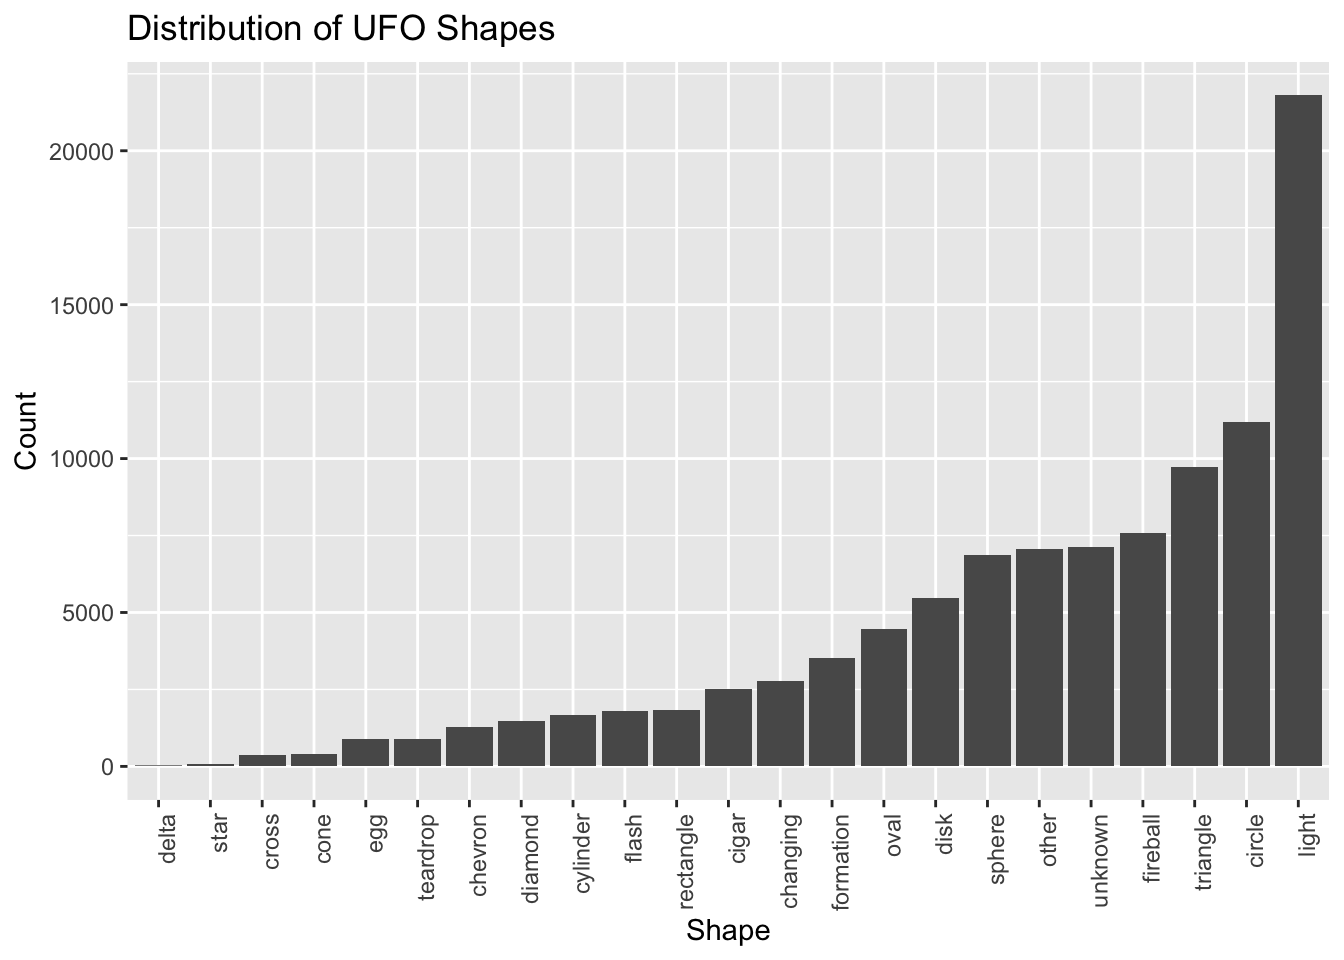 Distribution of UFO Shapes
Count
20000
15000
10000
5000
0
delta
star
cross
cone
egg
teardrop
chevron
diamond
cylinder
flash
rectangle
cigar
changing
formation
oval
disk
sphere
other
unknown
fireball
triangle
circle
light
Shape